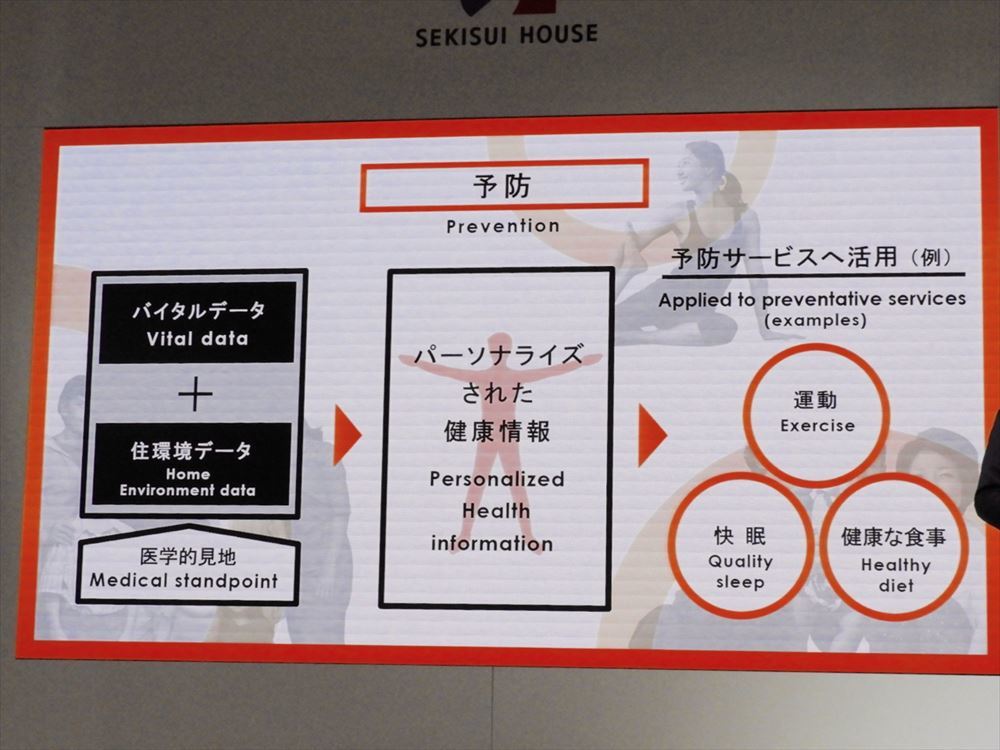 SEKISUI HOUSE
予防
Prevention
バイタルデータ
Vital data
+
住環境データ
Home
Environment data
医学的見地
Medical standpoint
パーソナライズ
された
健康情報
Personalized
Health
information
予防サービスへ活用（例）
Applied to preventative services
(examples)
運動
Exercise
快眠
Quality
sleep
健康な食事
Healthy
diet